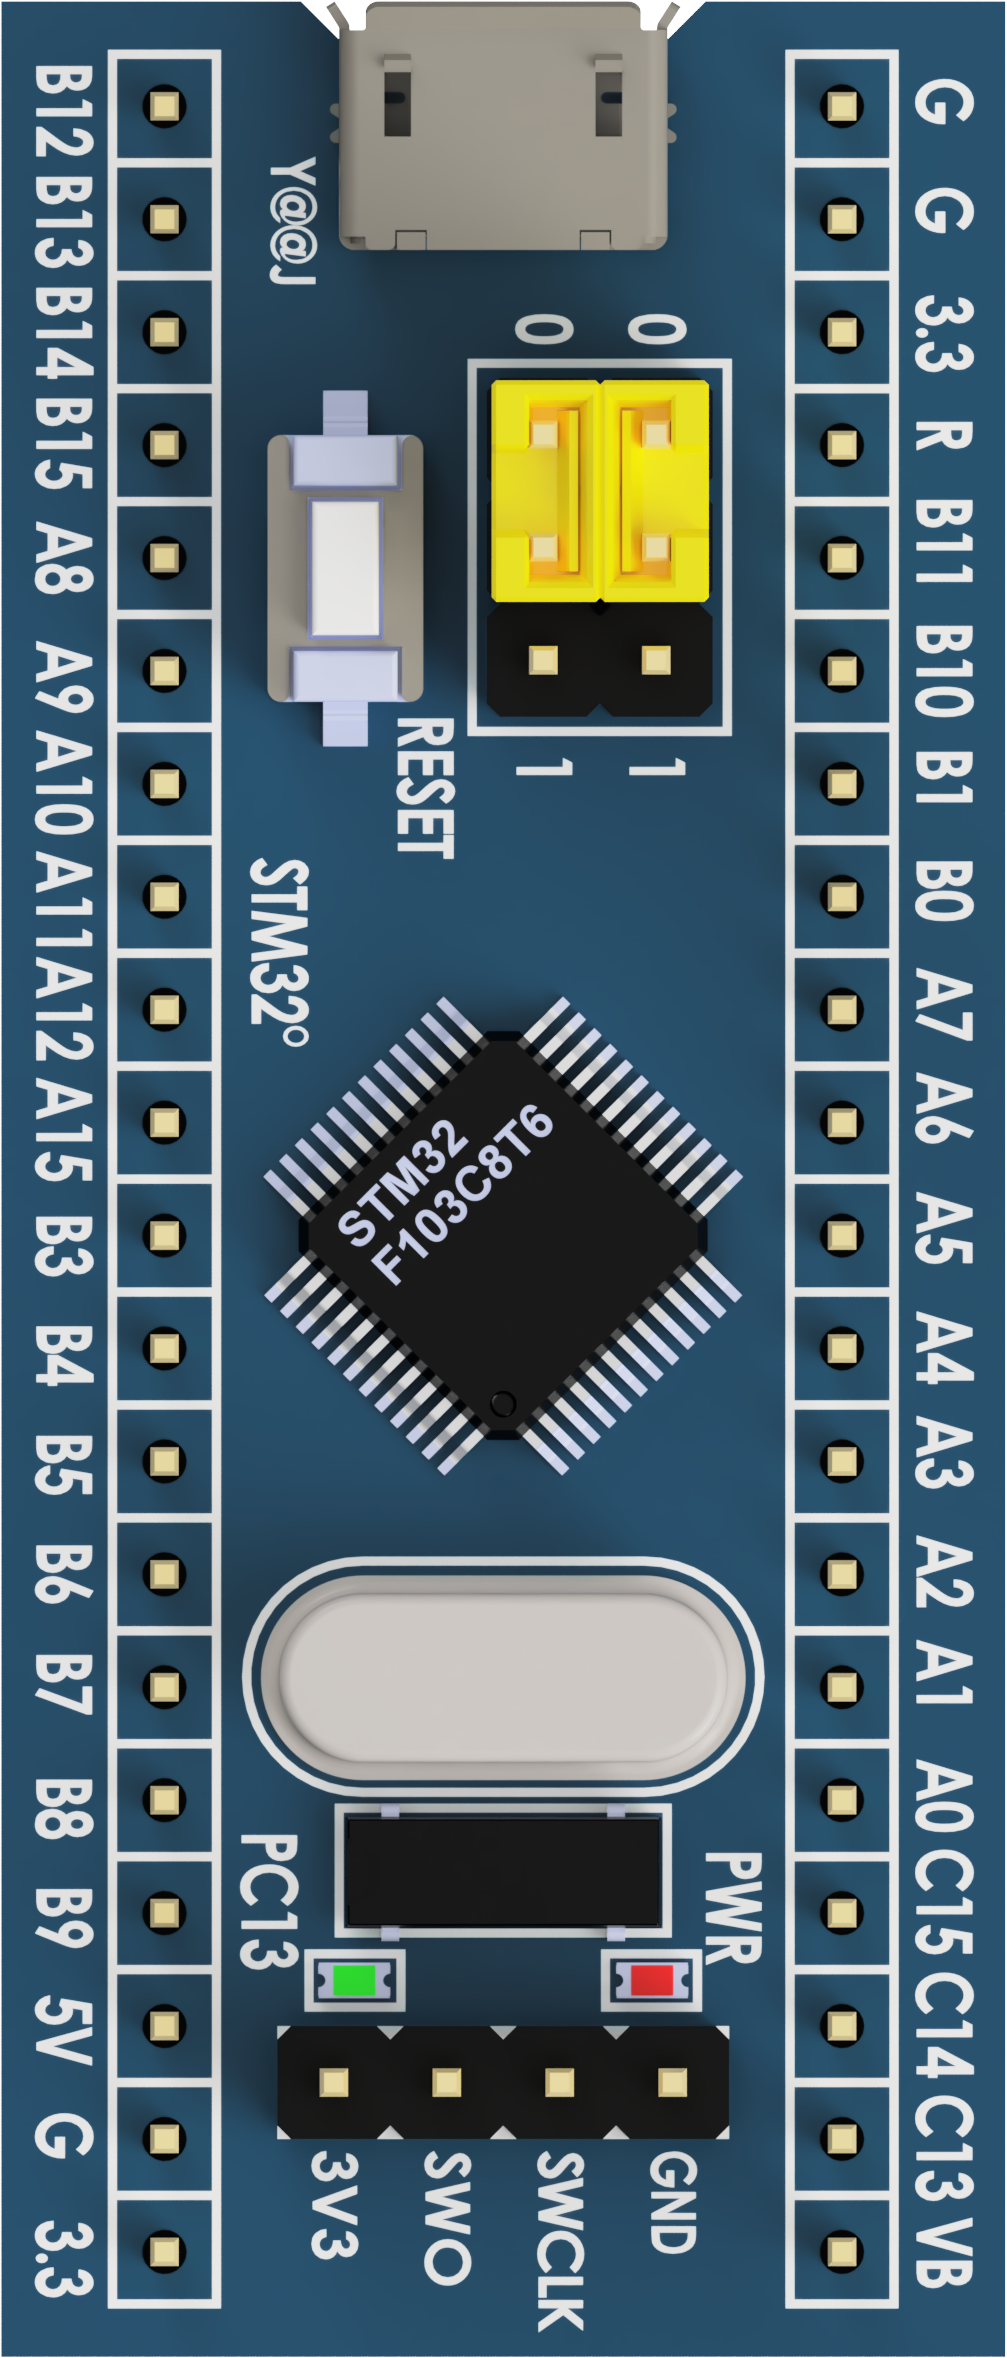 B12
B13
B14
B15
A8
A9
A10
A11
A12
A15
B3
B4
B5
B6
B7
B8
B9
5V
G
3.3
Y@@J
0
0
1
1
RESET
STM32°
STM32
F103C8T6
PC13
PWR
3V3
SWO
SWCLK
GND
G
G
3.3
R
B11
B10
B1
B0
A7
A6
A5
A4
A3
A2
A1
A0
C15
C14
C13
VB